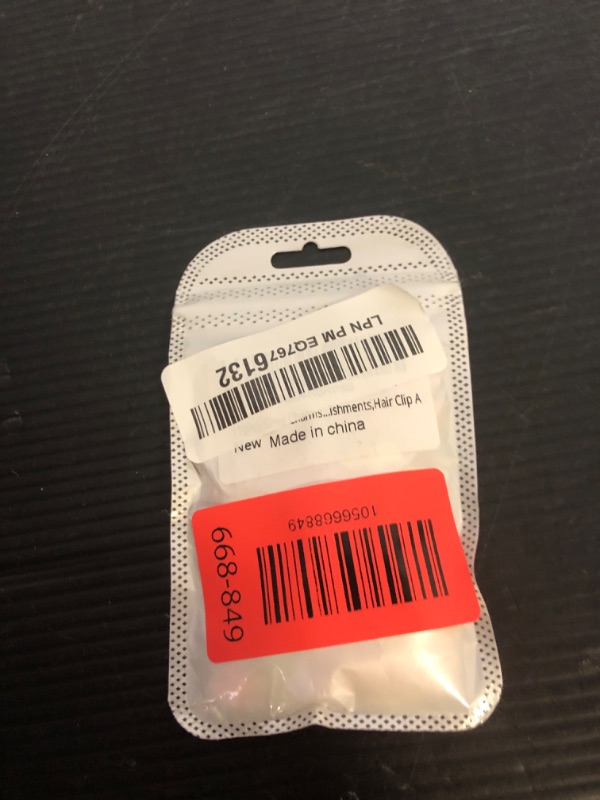 LPN PM EQ7676132
...ishments,Hair Clip A
New Made in china
1056668849
668-849